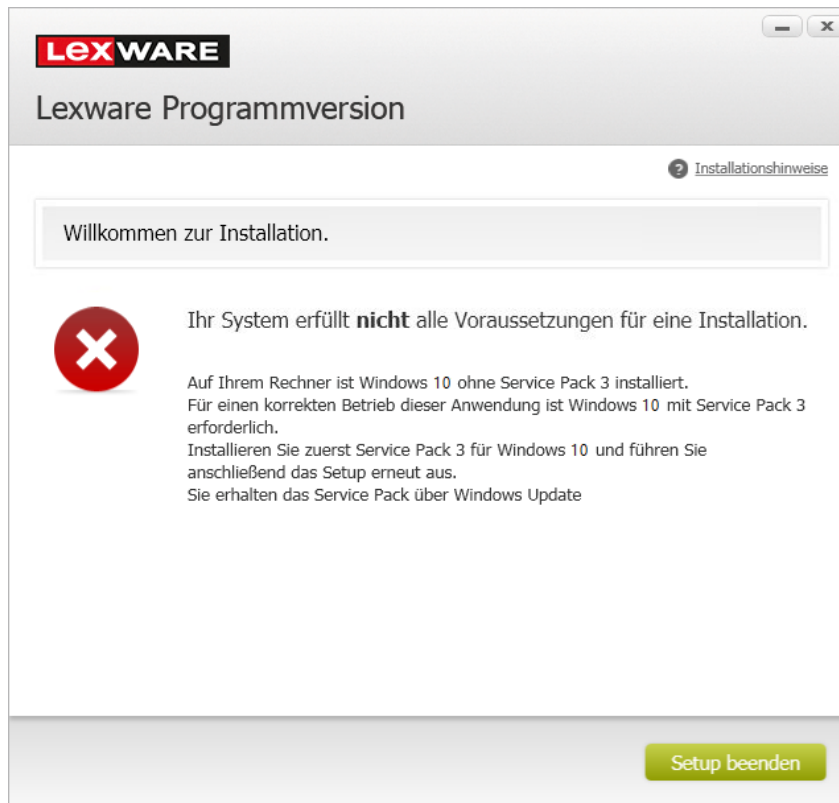 LexWARE
Lexware Programmversion
? Installationshinweise
Willkommen zur Installation.
Ihr System erfüllt nicht alle Voraussetzungen für eine Installation.
Auf Ihrem Rechner ist Windows 10 ohne Service Pack 3 installiert.
Für einen korrekten Betrieb dieser Anwendung ist Windows 10 mit Service Pack 3
erforderlich.
Installieren Sie zuerst Service Pack 3 für Windows 10 und führen Sie
anschließend das Setup erneut aus.
Sie erhalten das Service Pack über Windows Update
Setup beenden